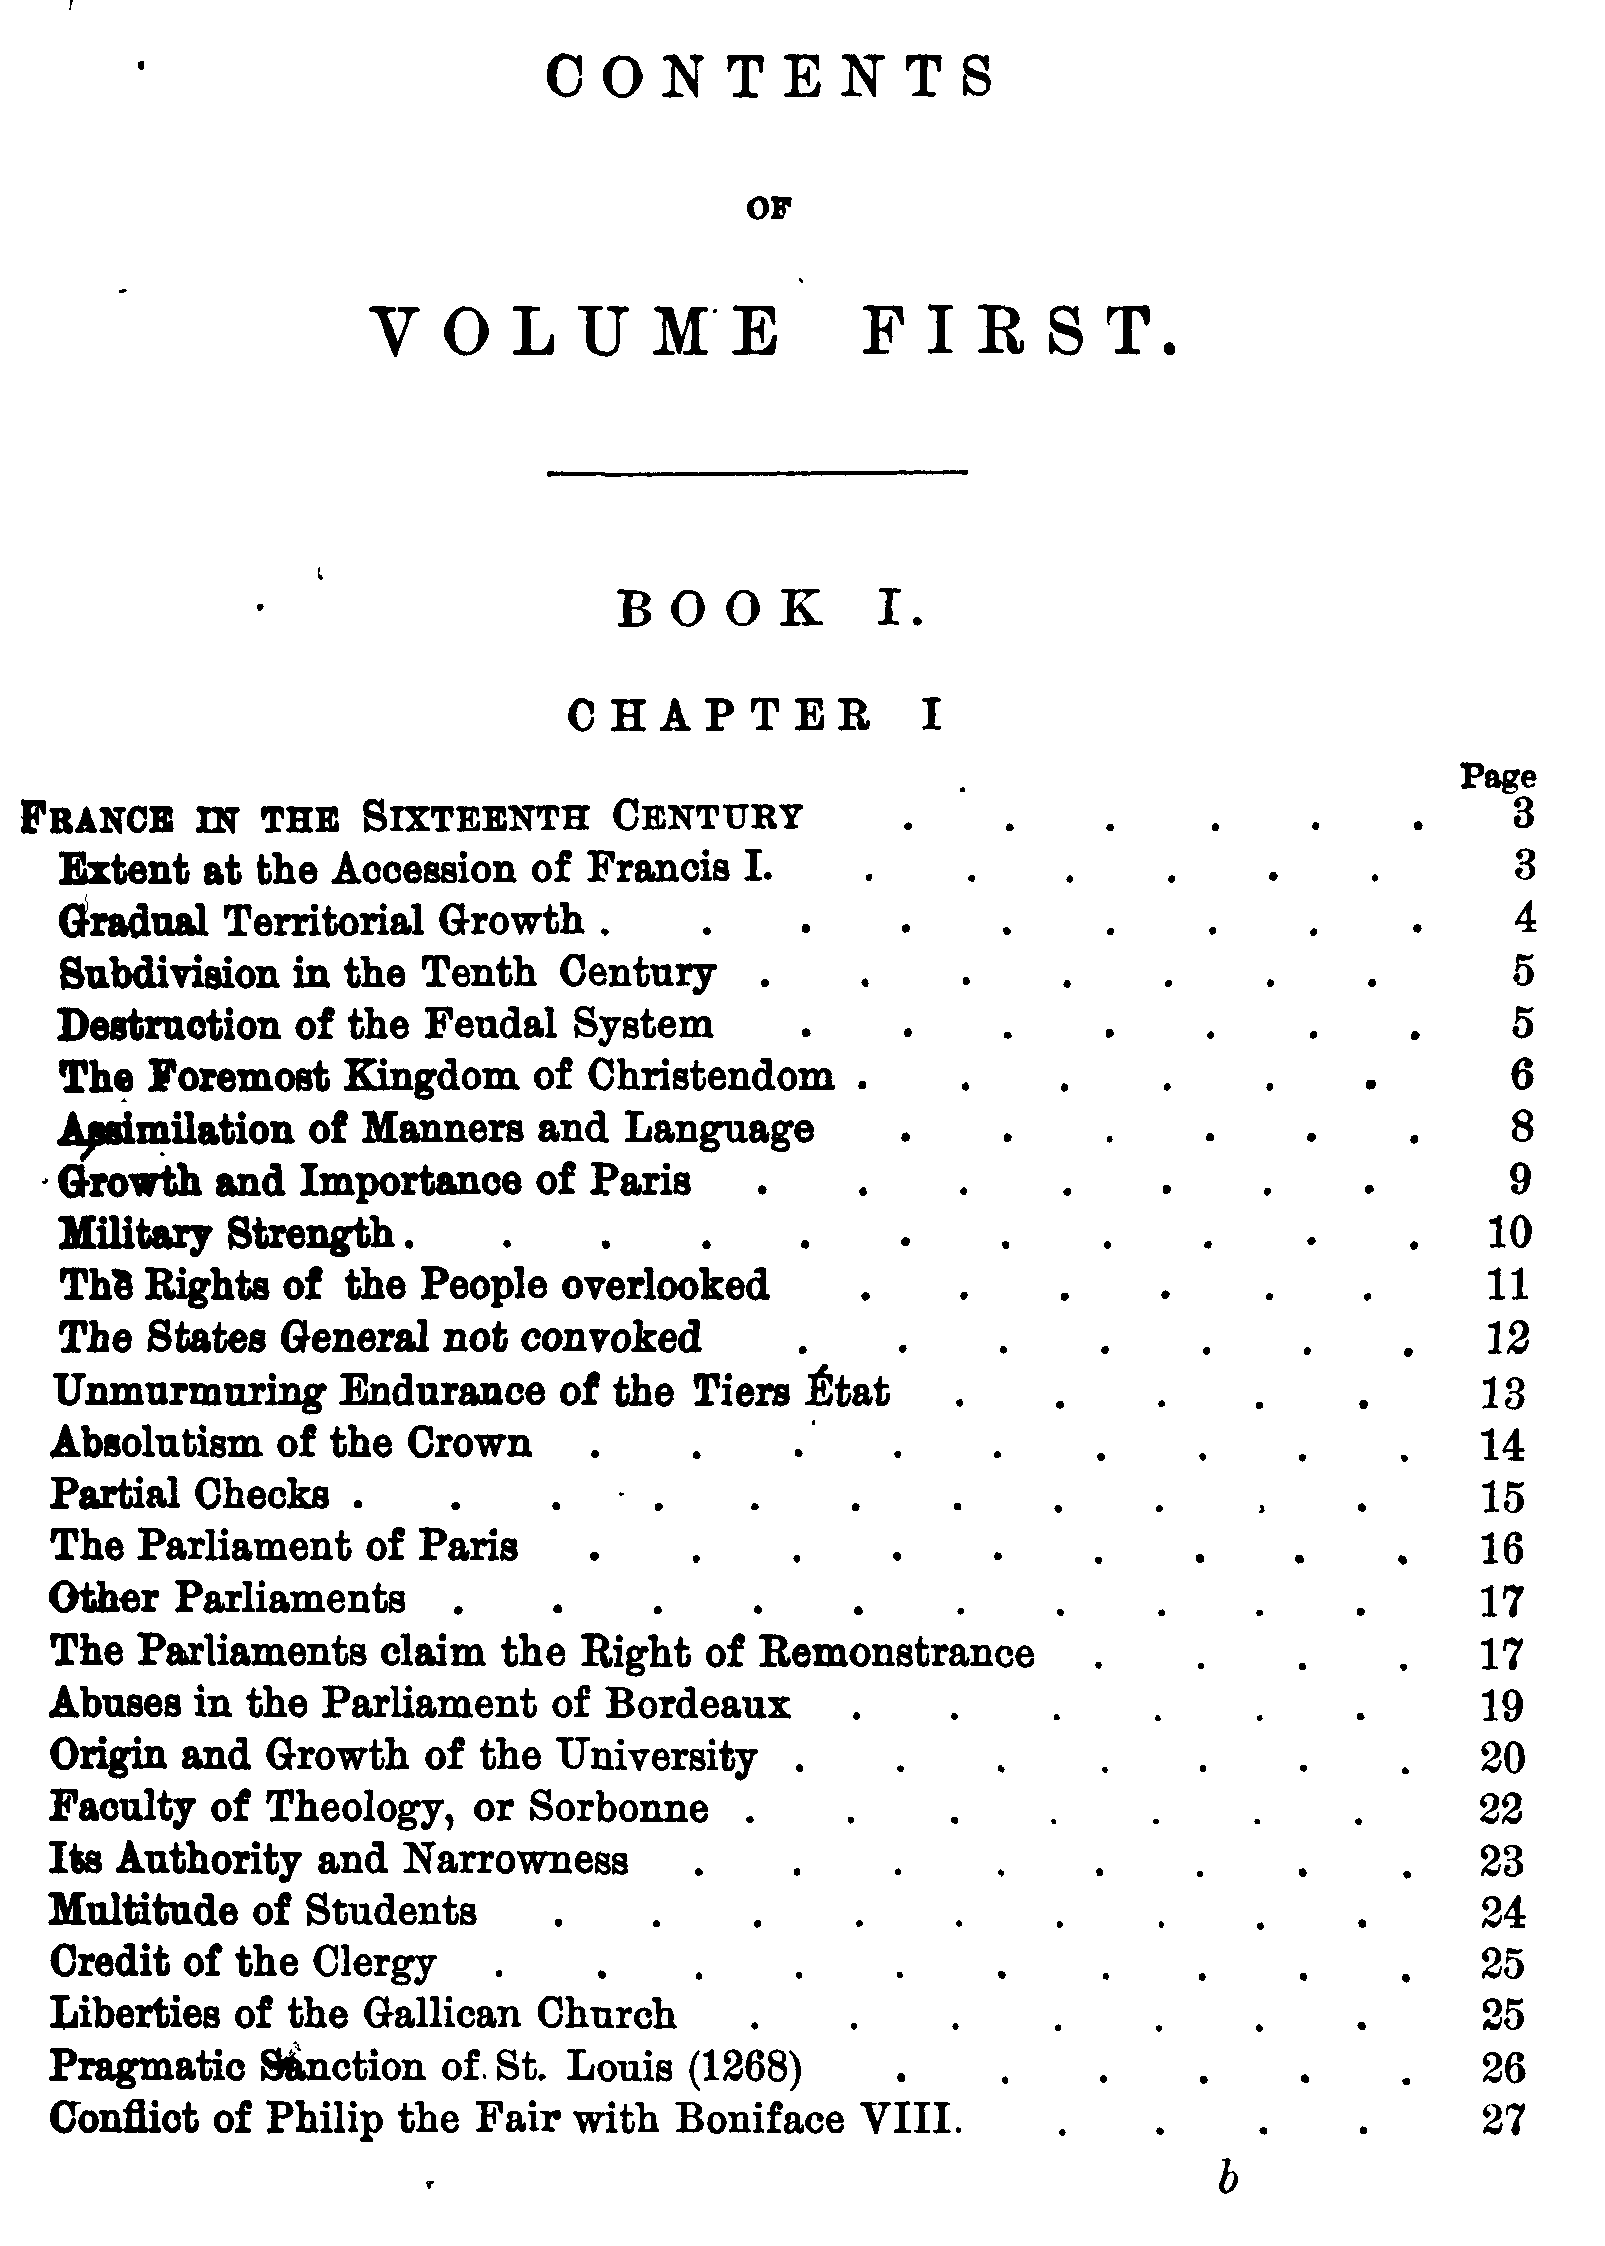 CONTENTS
OF
VOLUME FIRST.
BOOK I.
CHAPTER I
Page
FRANCE IN THE SIXTEENTH CENTURY . . . . . . 3
Extent at the Accession of Francis I. . . . . . . 3
Gradual Territorial Growth . . . . . . . . . 4
Subdivision in the Tenth Century . . . . . . . 5
Destruction of the Feudal System . . . . . . . 5
The Foremost Kingdom of Christendom . . . . . . 6
Assimilation of Manners and Language . . . . . . 8
Growth and Importance of Paris . . . . . . . 9
Military Strength . . . . . . . . . . . 10
The Rights of the People overlooked . . . . . . 11
The States General not convoked . . . . . . . 12
Unmurmuring Endurance of the Tiers État . . . . . 13
Absolutism of the Crown . . . . . . . . . 14
Partial Checks . . . . . . . . . . . 15
The Parliament of Paris . . . . . . . . . 16
Other Parliaments . . . . . . . . . . 17
The Parliaments claim the Right of Remonstrance . . . . 17
Abuses in the Parliament of Bordeaux . . . . . . 19
Origin and Growth of the University . . . . . . . 20
Faculty of Theology, or Sorbonne . . . . . . . 22
Its Authority and Narrowness . . . . . . . . 23
Multitude of Students . . . . . . . . . 24
Credit of the Clergy . . . . . . . . . . 25
Liberties of the Gallican Church . . . . . . . 25
Pragmatic Sanction of St. Louis (1268) . . . . . . 26
Conflict of Philip the Fair with Boniface VIII. . . . . 27
b